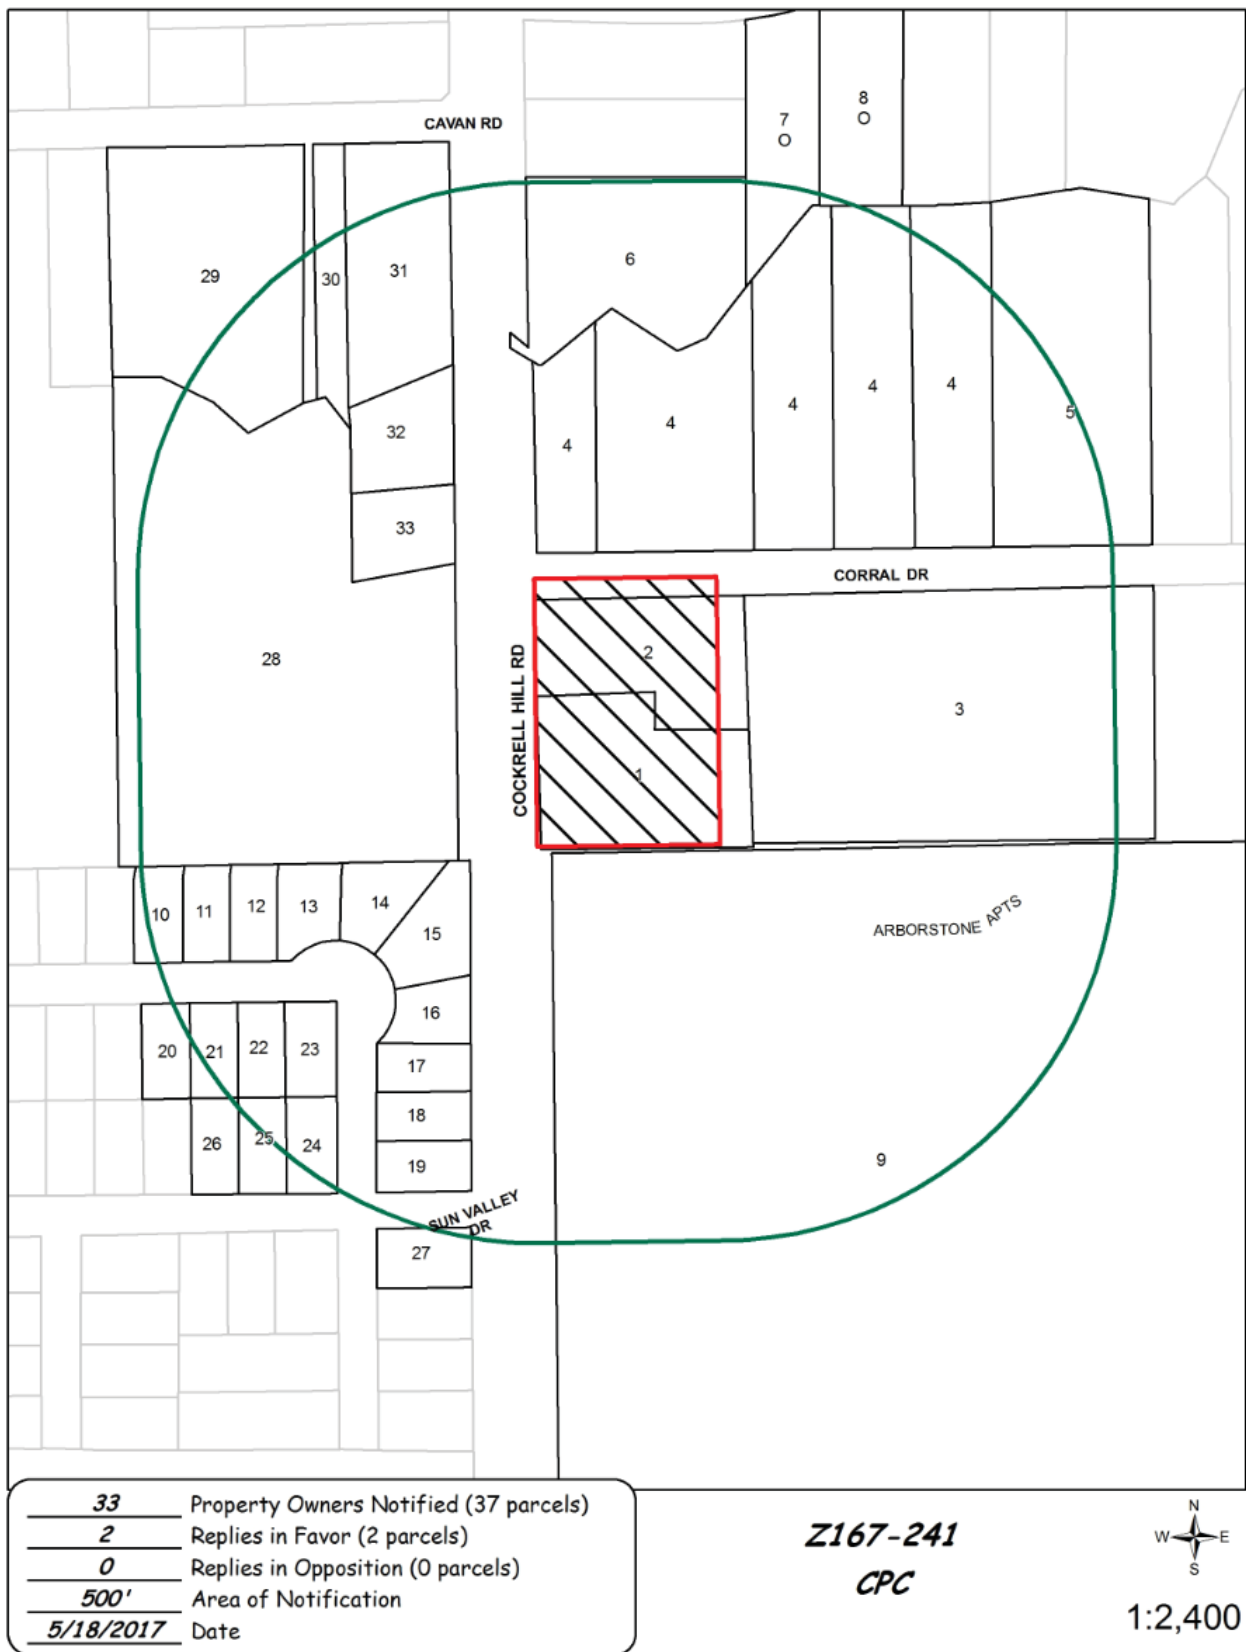 CAVAN RD
7
O
8
O
29
30
31
6
32
33
4
4
4
4
4
5
CORRAL DR
28
COCKRELL HILL RD
2
1
3
10
11
12
13
14
15
16
ARBORSTONE APTS
20
21
22
23
17
18
19
26
25
24
9
SUN VALLEY DR
27
33 Property Owners Notified (37 parcels)
2 Replies in Favor (2 parcels)
0 Replies in Opposition (0 parcels)
500' Area of Notification
5/18/2017 Date
Z167-241
CPC
N
W E
S
1:2,400